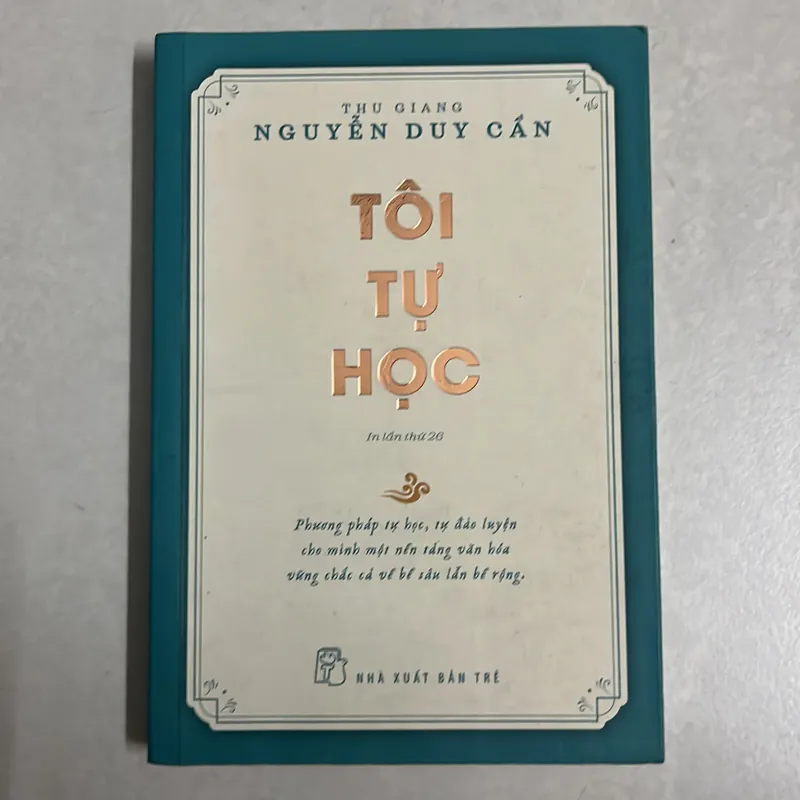 THU GIANG
NGUYỄN DUY CẦN
TÔI
TỰ
HỌC
In lần thứ 26
Phương pháp tự học, tự đào luyện
cho mình một nền tảng văn hóa
vững chắc cả về bề sâu lẫn bề rộng.
NHÀ XUẤT BẢN TRẺ